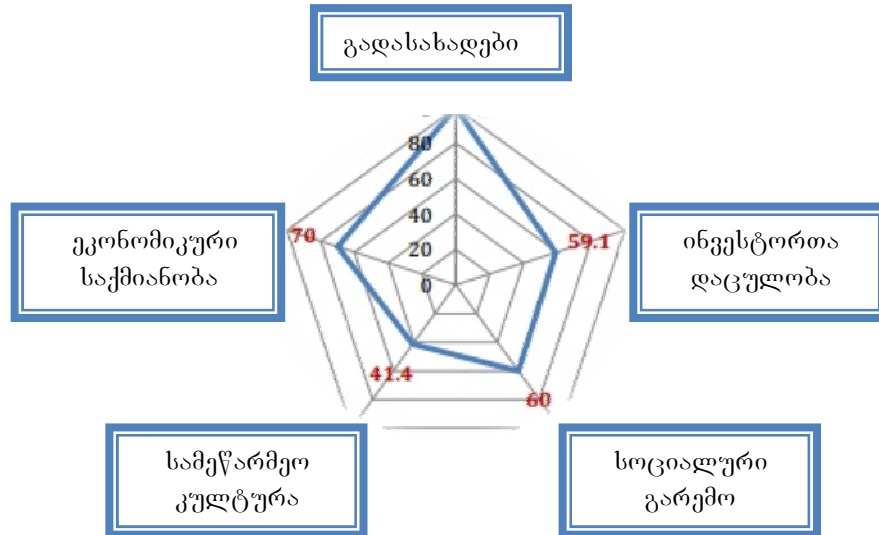 გადასახადები
80
60
40
20
0
70
59.1
41.4
60
ეკონომიკური
საქმიანობა
ინვესტორთა
დაცულობა
სამეწარმეო
კულტურა
სოციალური
გარემო